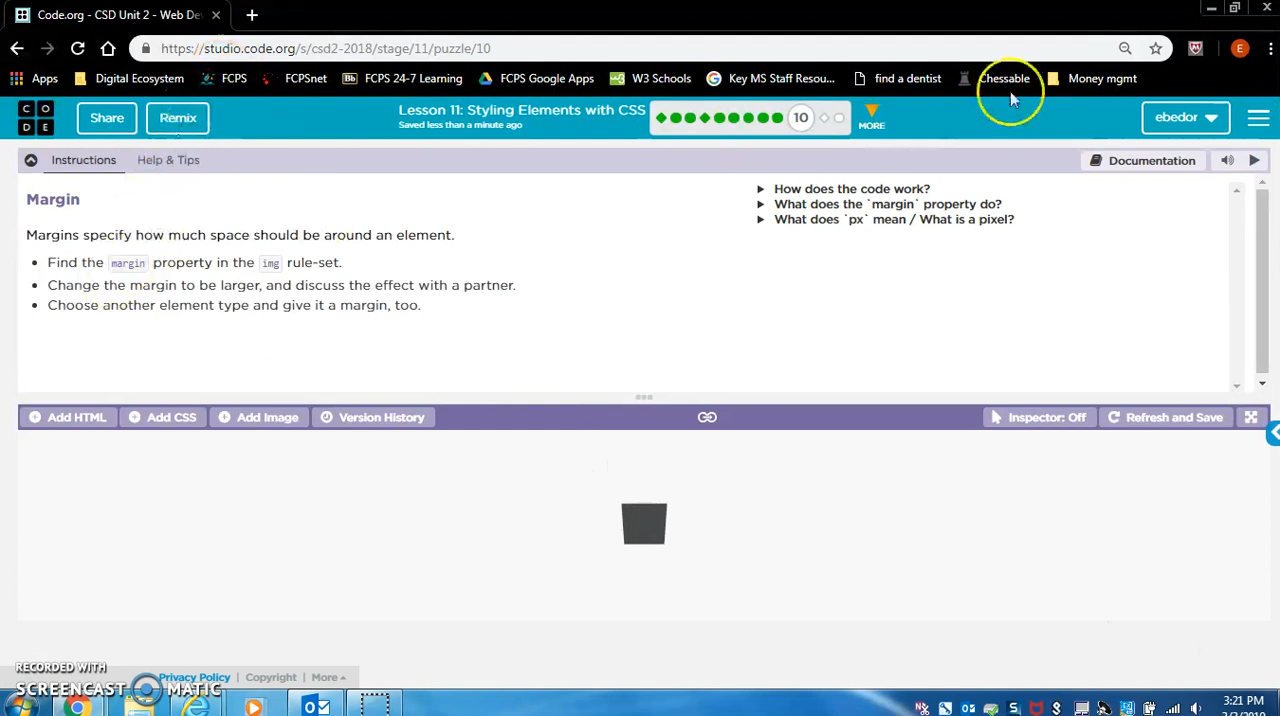 Code.org - CSD Unit 2 - Web De
https://studio.code.org/s/csd2-2018/stage/11/puzzle/10
E
Apps Digital Ecosystem FCPS FCPSnet Bb FCPS 24-7 Learning FCPS Google Apps W3 W3 Schools G Key MS Staff Resou... find a dentist Chessable Money mgmt
C O
D E
Share
Remix
Lesson 11: Styling Elements with CSS
Saved less than a minute ago
10
MORE
ebedor
Instructions
Help & Tips
Documentation
Margin
Margins specify how much space should be around an element.
• Find the margin property in the img rule-set.
• Change the margin to be larger, and discuss the effect with a partner.
• Choose another element type and give it a margin, too.
How does the code work?
What does the `margin` property do?
What does `px` mean / What is a pixel?
Add HTML
Add CSS
Add Image
Version History
Inspector: Off
Refresh and Save
RECORDED WITH
SCREENCAST MATIC
Privacy Policy | Copyright | More
3:21 PM